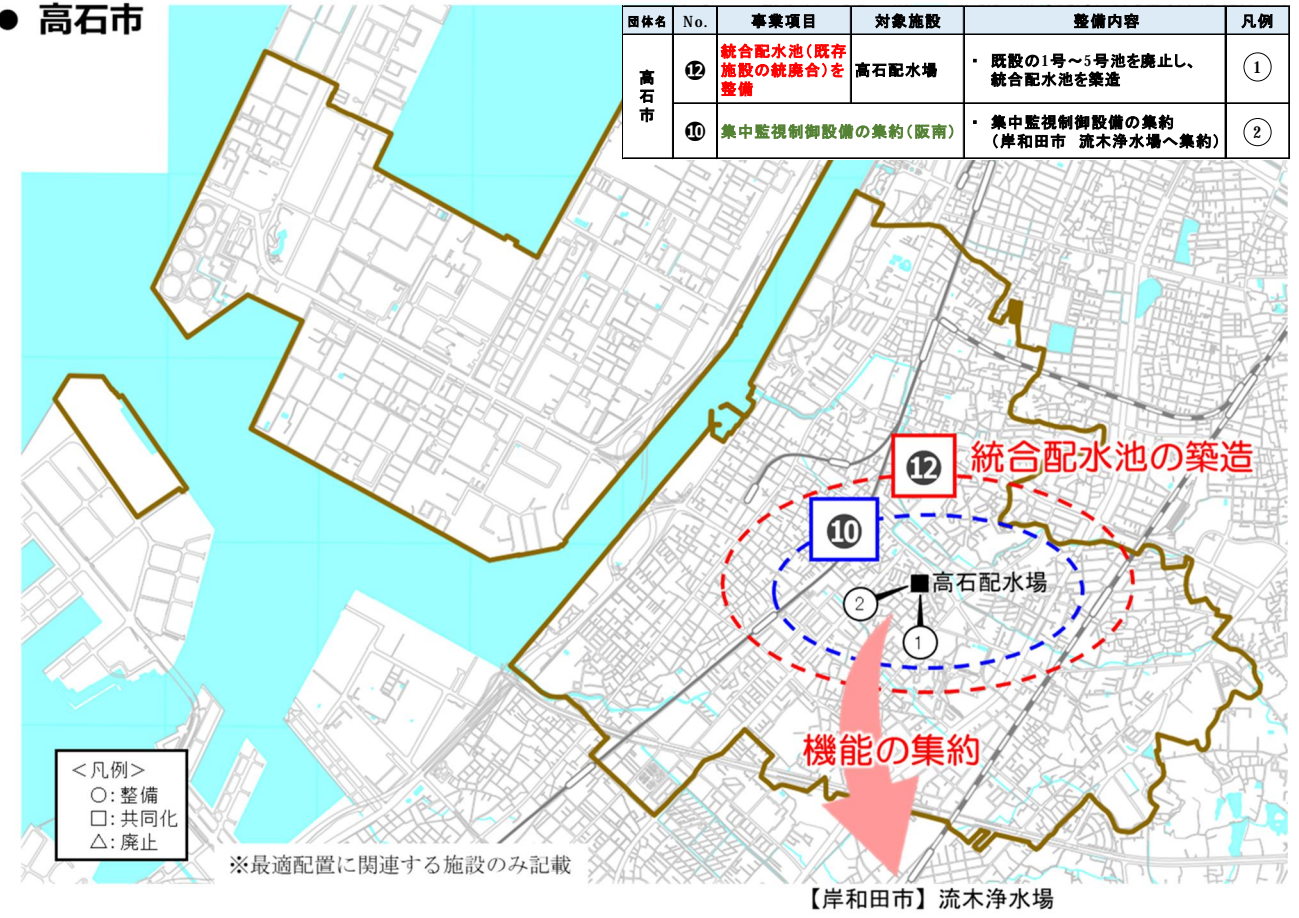 ● 高石市
団体名 No. 事業項目 対象施設 整備内容 凡例
高石市
⓬ 統合配水池(既存
施設の統廃合)を
整備
高石配水場
・ 既設の1号～5号池を廃止し、
統合配水池を築造
①
❿ 集中監視制御設備の集約(阪南)
・ 集中監視制御設備の集約
(岸和田市 流木浄水場へ集約)
②
⓬ 統合配水池の築造
❿
■高石配水場
②
①
機能の集約
＜凡例＞
○:整備
□:共同化
△:廃止
※最適配置に関連する施設のみ記載
【岸和田市】流木浄水場